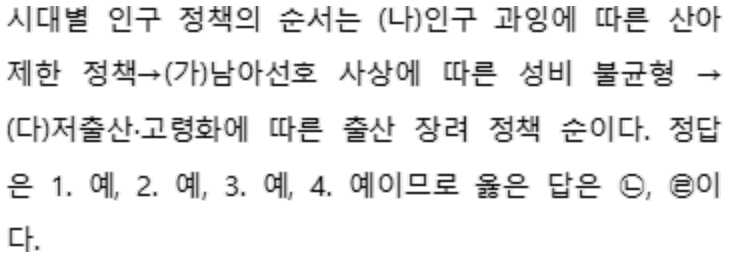 시대별 인구 정책의 순서는 (나)인구 과잉에 따른 산아
제한 정책→(가)남아선호 사상에 따른 성비 불균형 →
(다)저출산·고령화에 따른 출산 장려 정책 순이다. 정답
은 1. 예, 2. 예, 3. 예, 4. 예이므로 옳은 답은 ㉡, ㉣이
다.